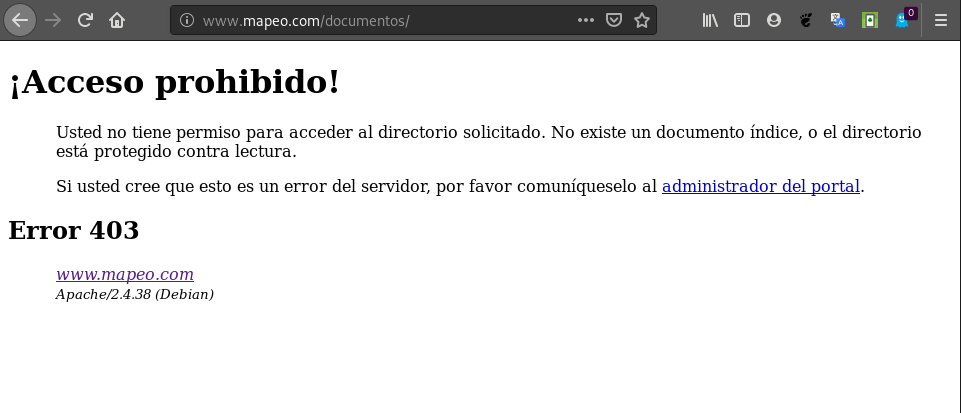 www.mapeo.com/documentos/
0
¡Acceso prohibido!
Usted no tiene permiso para acceder al directorio solicitado. No existe un documento índice, o el directorio
está protegido contra lectura.
Si usted cree que esto es un error del servidor, por favor comuníqueselo al administrador del portal.
Error 403
www.mapeo.com
Apache/2.4.38 (Debian)